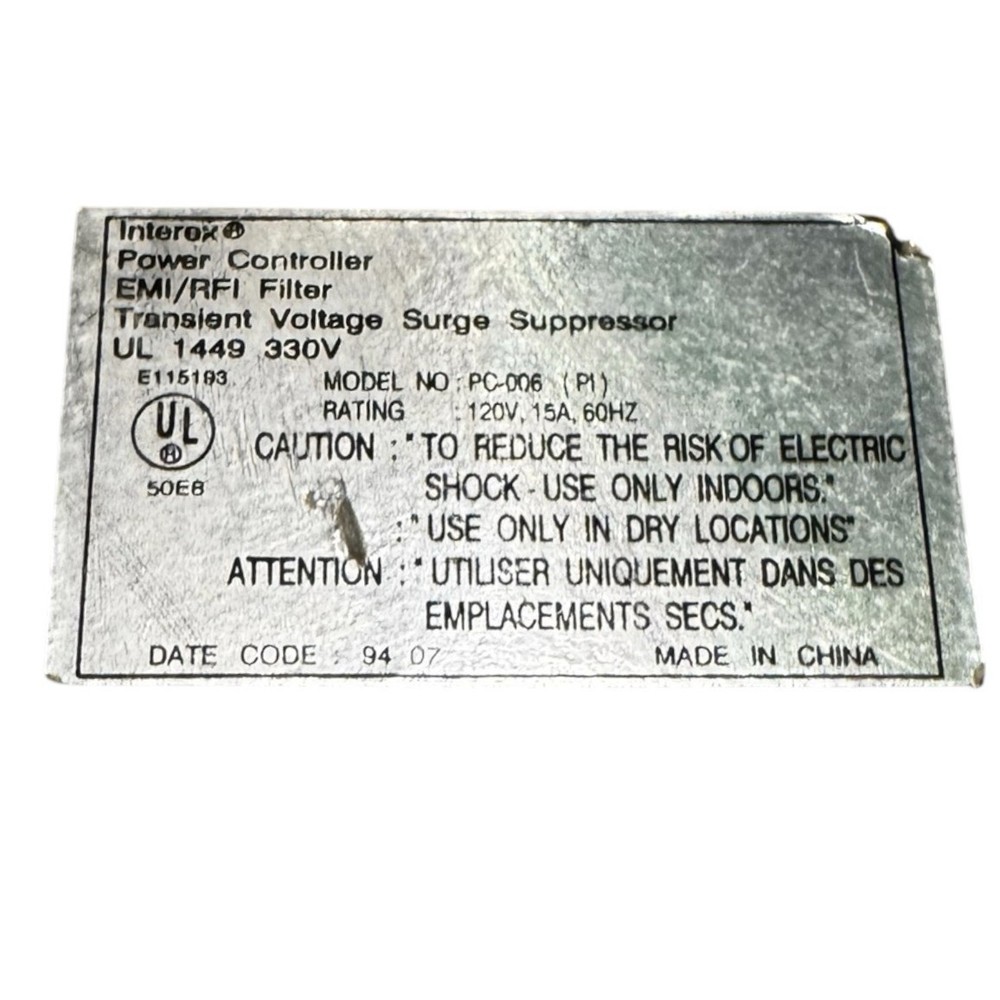 Interex®
Power Controller
EMI/RFI Filter
Transient Voltage Surge Suppressor
UL 1449 330V
E115193
MODEL NO : PC-006 (PI)
UL ®
RATING : 120V, 15A, 60HZ
CAUTION : "TO REDUCE THE RISK OF ELECTRIC
50E8
SHOCK - USE ONLY INDOORS."
: "USE ONLY IN DRY LOCATIONS"
ATTENTION : "UTILISER UNIQUEMENT DANS DES
EMPLACEMENTS SECS."
DATE CODE : 94 07
MADE IN CHINA